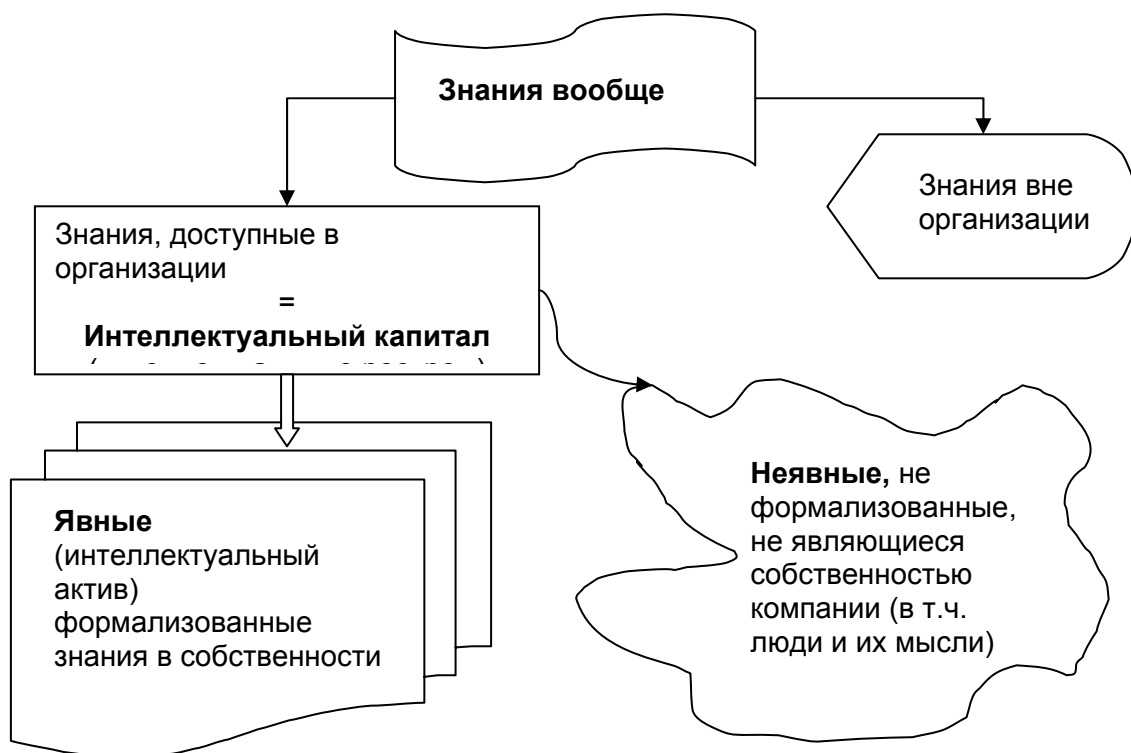 Знания вообще
Знания вне
организации
Знания, доступные в
организации
=
Интеллектуальный капитал
Явные
(интеллектуальный
актив)
формализованные
знания в собственности
Неявные, не
формализованные,
не являющиеся
собственностью
компании (в т.ч.
люди и их мысли)